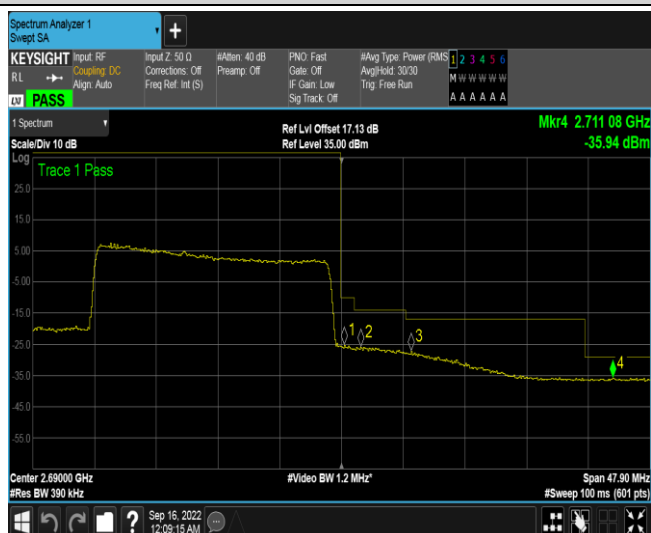 Spectrum Analyzer 1
Swept SA
KEYSIGHT
RL
LXI PASS
Input: RF
Coupling: DC
Align: Auto
Input Z: 50 Ω
Corrections: Off
Freq Ref: Int (S)
#Atten: 40 dB
Preamp: Off
PNO: Fast
Gate: Off
IF Gain: Low
Sig Track: Off
#Avg Type: Power (RMS
Avg|Hold: 30/30
Trig: Free Run
1 2 3 4 5 6
M W W W W W
A A A A A A
1 Spectrum
Scale/Div 10 dB
Ref Lvl Offset 17.13 dB
Ref Level 35.00 dBm
Mkr4 2.711 08 GHz
-35.94 dBm
Log
Trace 1 Pass
25.0
15.0
5.00
-5.00
-15.0
-25.0
-35.0
-45.0
-55.0
1
2
3
4
Center 2.69000 GHz
#Res BW 390 kHz
#Video BW 1.2 MHz*
Span 47.90 MHz
#Sweep 100 ms (601 pts)
?
Sep 16, 2022
12:09:15 AM